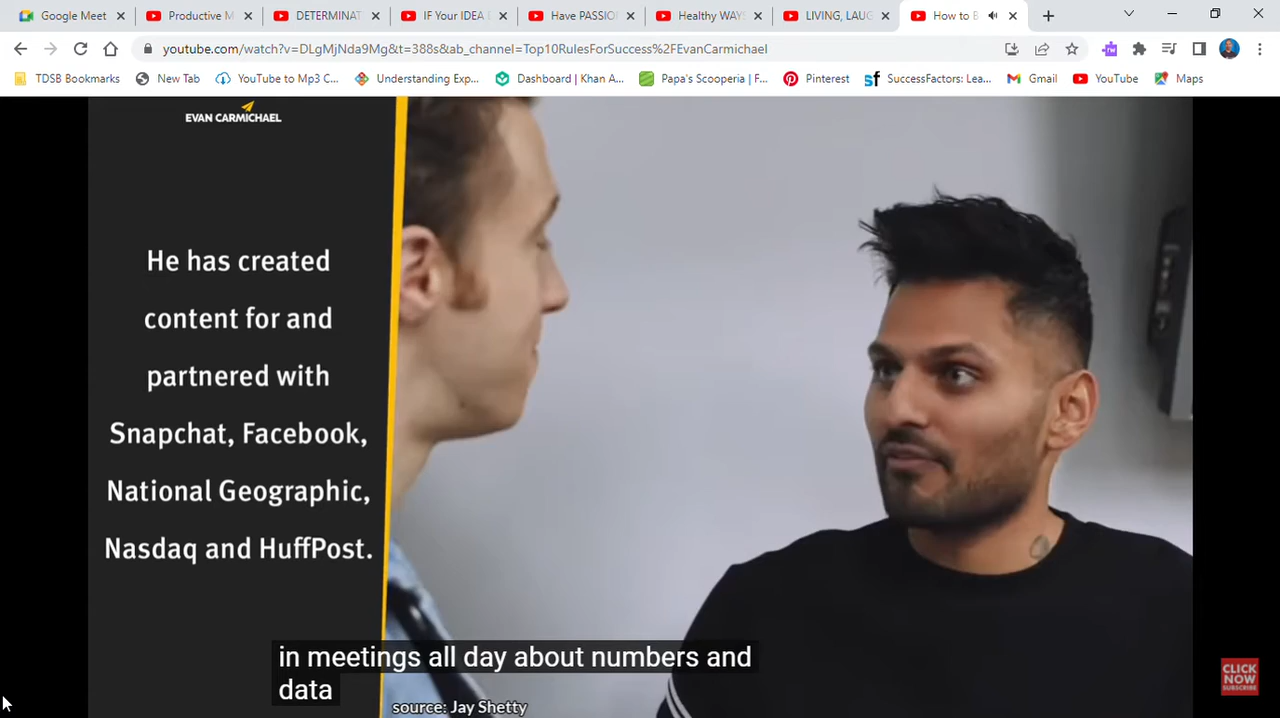 Google Meet
Productive M
DETERMINAT
IF Your IDEA
Have PASSIO
Healthy WAYS
LIVING, LAUG
How to B
youtube.com/watch?v=DLgMjNda9Mg&t=388s&ab_channel=Top10RulesForSuccess%2FEvanCarmichael
TDSB Bookmarks
New Tab
YouTube to Mp3 C...
Understanding Exp...
Dashboard | Khan A...
Papa's Scooperia | F...
Pinterest
SuccessFactors: Lea...
Gmail
YouTube
Maps
EVAN CARMICHAEL
He has created
content for and
partnered with
Snapchat, Facebook,
National Geographic,
Nasdaq and HuffPost.
in meetings all day about numbers and
data
source: Jay Shetty
CLICK
NOW
SUBSCRIBE